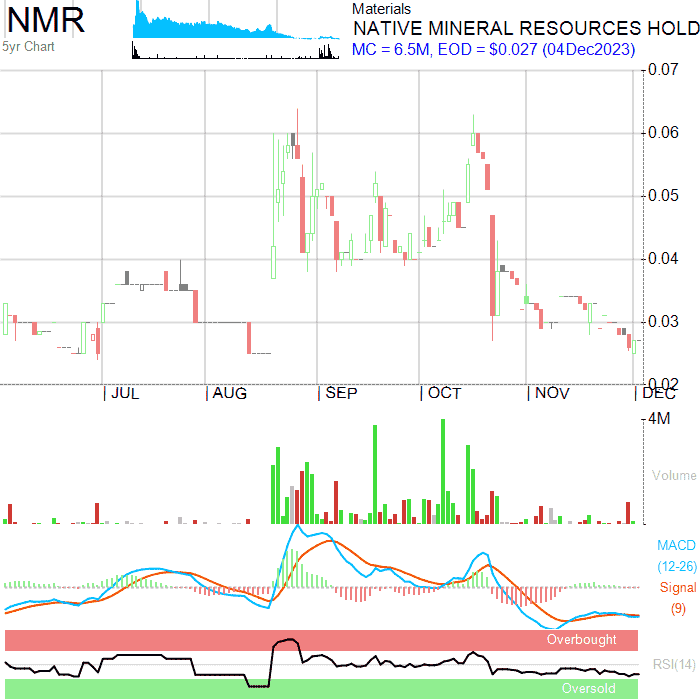 NMR
5yr Chart
Materials
NATIVE MINERAL RESOURCES HOLD
MC = 6.5M, EOD = $0.027 (04Dec2023)
0.07
0.06
0.05
0.04
0.03
0.02
JUL
AUG
SEP
OCT
NOV
DEC
4M
Volume
MACD
(12-26)
Signal
(9)
Overbought
RSI(14)
Oversold